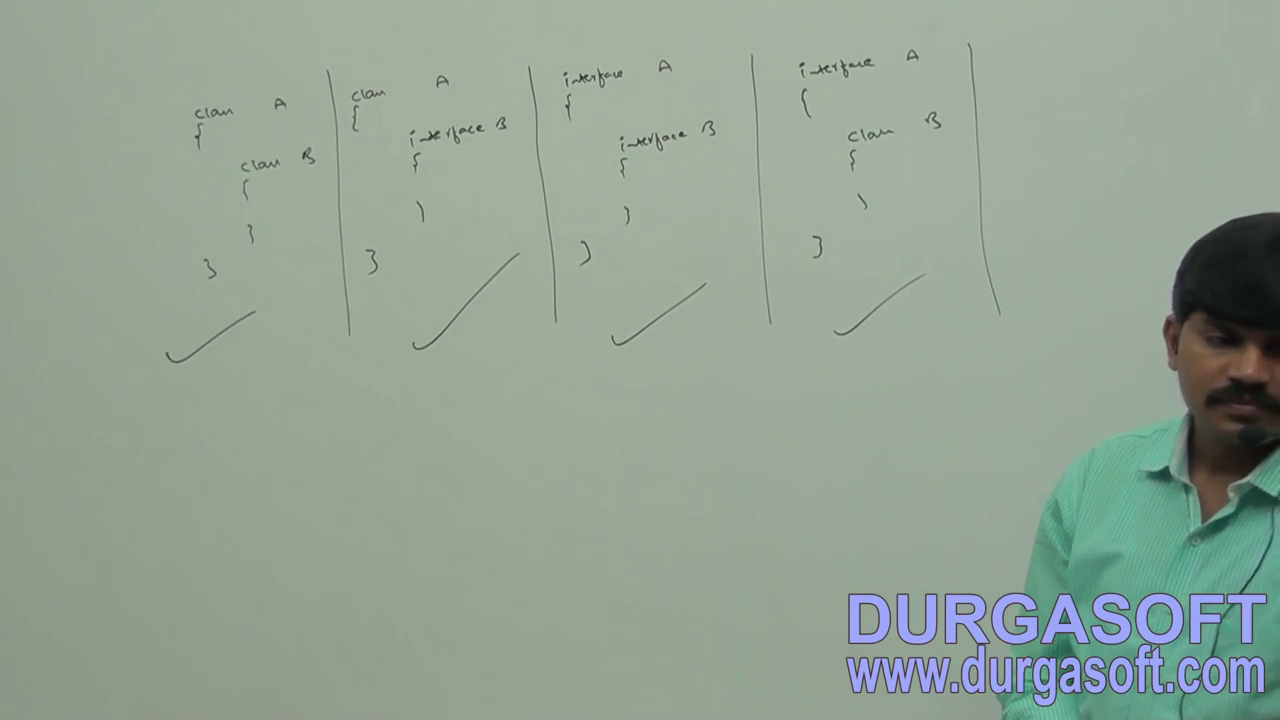 class A
{
class B
{
}
}
class A
{
interface B
{
}
}
interface A
{
interface B
{
}
}
interface A
{
class B
{
}
}
DURGASOFT
www.durgasoft.com